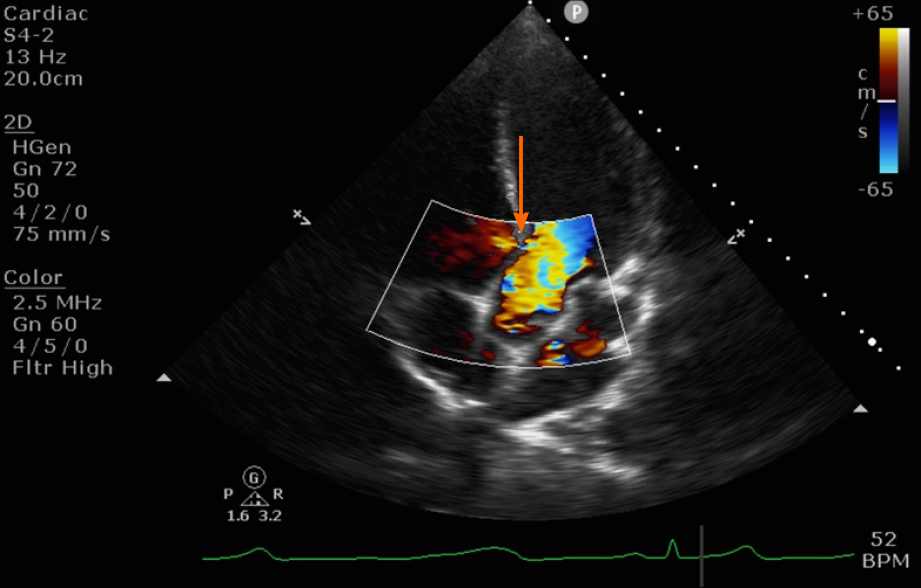 Cardiac
S4-2
13 Hz
20.0cm
2D
HGen
Gn 72
50
4/2/0
75 mm/s
Color
2.5 MHz
Gn 60
4/5/0
Fltr High
P
+65
cm/s
-65
G
P R
1.6 3.2
52
BPM